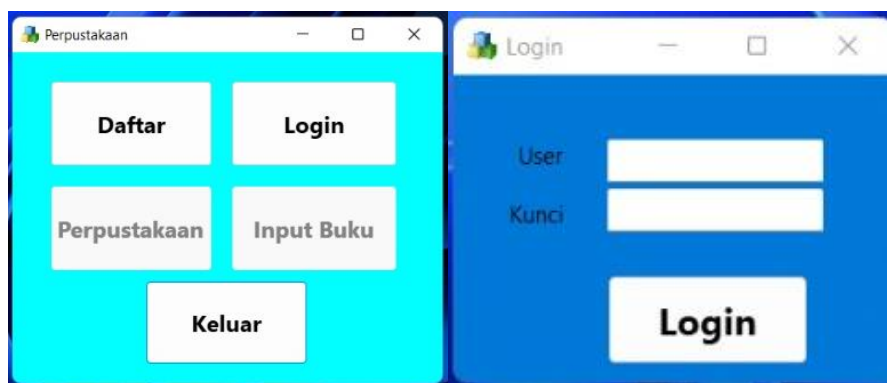 Perpustakaan
Daftar
Login
Perpustakaan
Input Buku
Keluar
Login
User
Kunci
Login